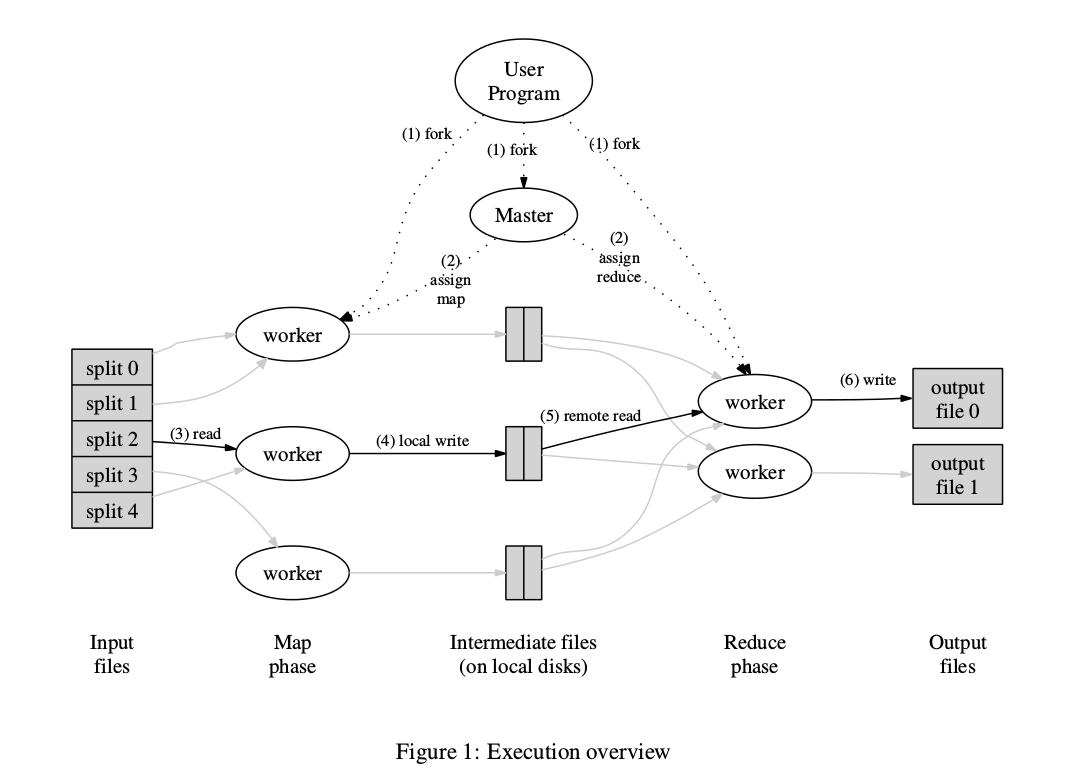 User
Program
(1) fork
(1) fork
(1) fork
Master
(2)
assign
map
(2)
assign
reduce
worker
split 0
split 1
split 2
split 3
split 4
(3) read
worker
(4) local write
(5) remote read
worker
(6) write
output
file 0
worker
output
file 1
worker
Input
files
Map
phase
Intermediate files
(on local disks)
Reduce
phase
Output
files
Figure 1: Execution overview